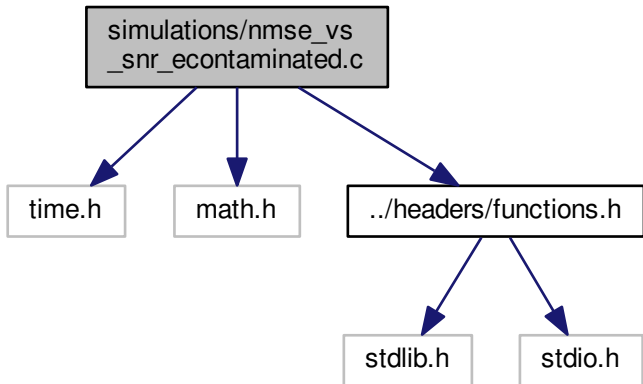 simulations/nmse_vs
_snr_econtaminated.c
time.h
math.h
../headers/functions.h
stdlib.h
stdio.h